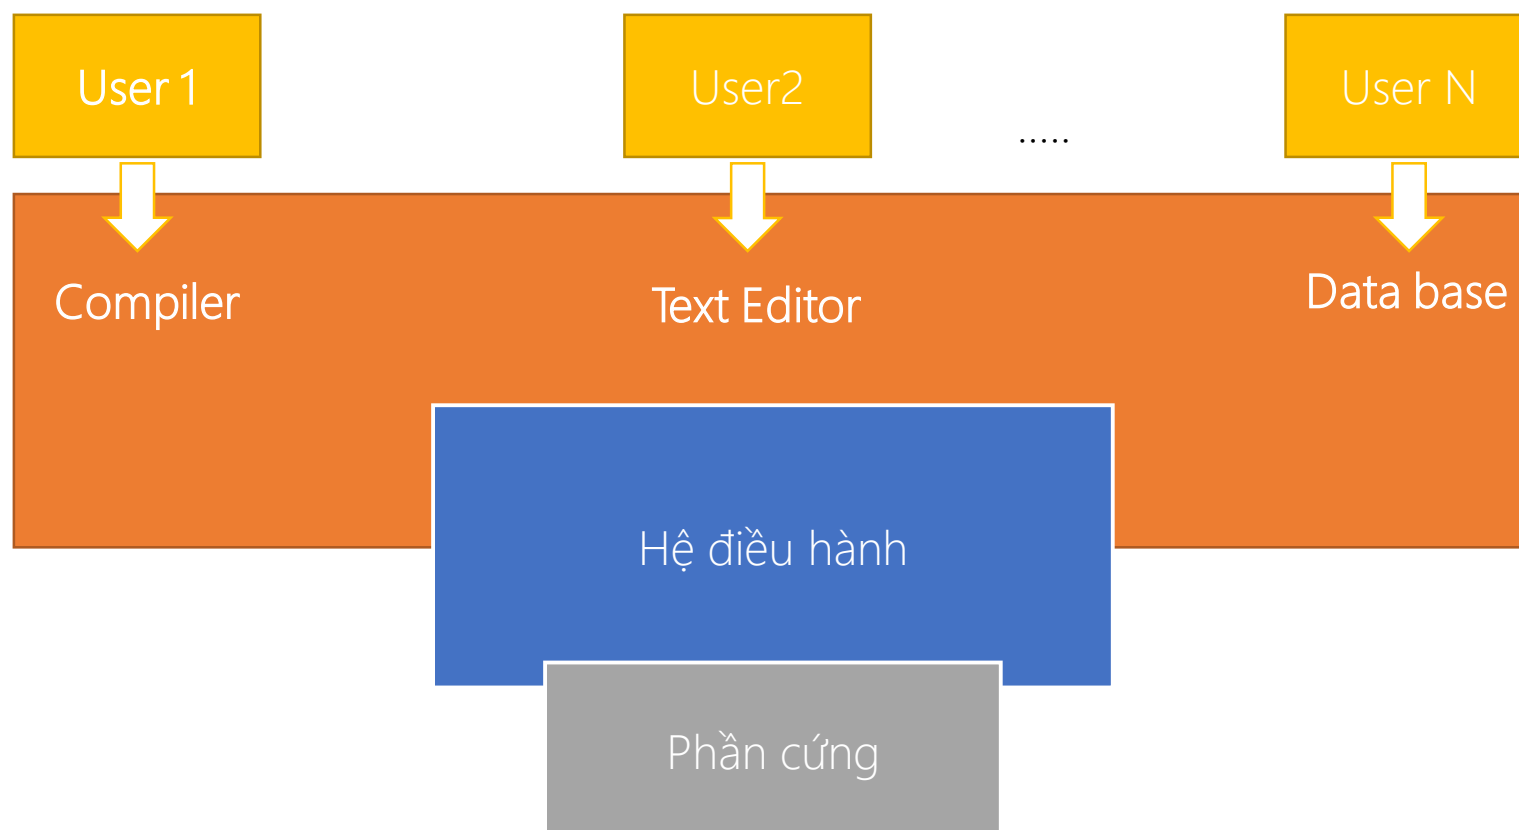 User 1
User2
.....
User N
Compiler
Text Editor
Data base
Hệ điều hành
Phần cứng